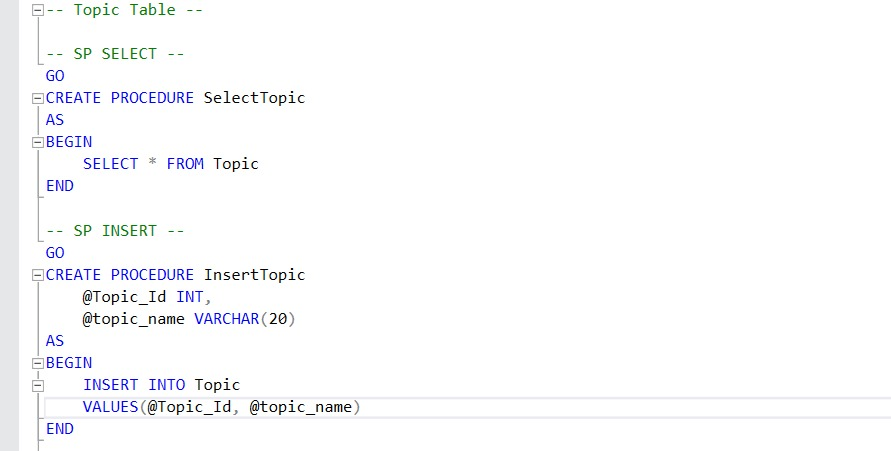 -- Topic Table --
-- SP SELECT --
GO
CREATE PROCEDURE SelectTopic
AS
BEGIN
    SELECT * FROM Topic
END
-- SP INSERT --
GO
CREATE PROCEDURE InsertTopic
    @Topic_Id INT,
    @topic_name VARCHAR(20)
AS
BEGIN
    INSERT INTO Topic
    VALUES(@Topic_Id, @topic_name)
END